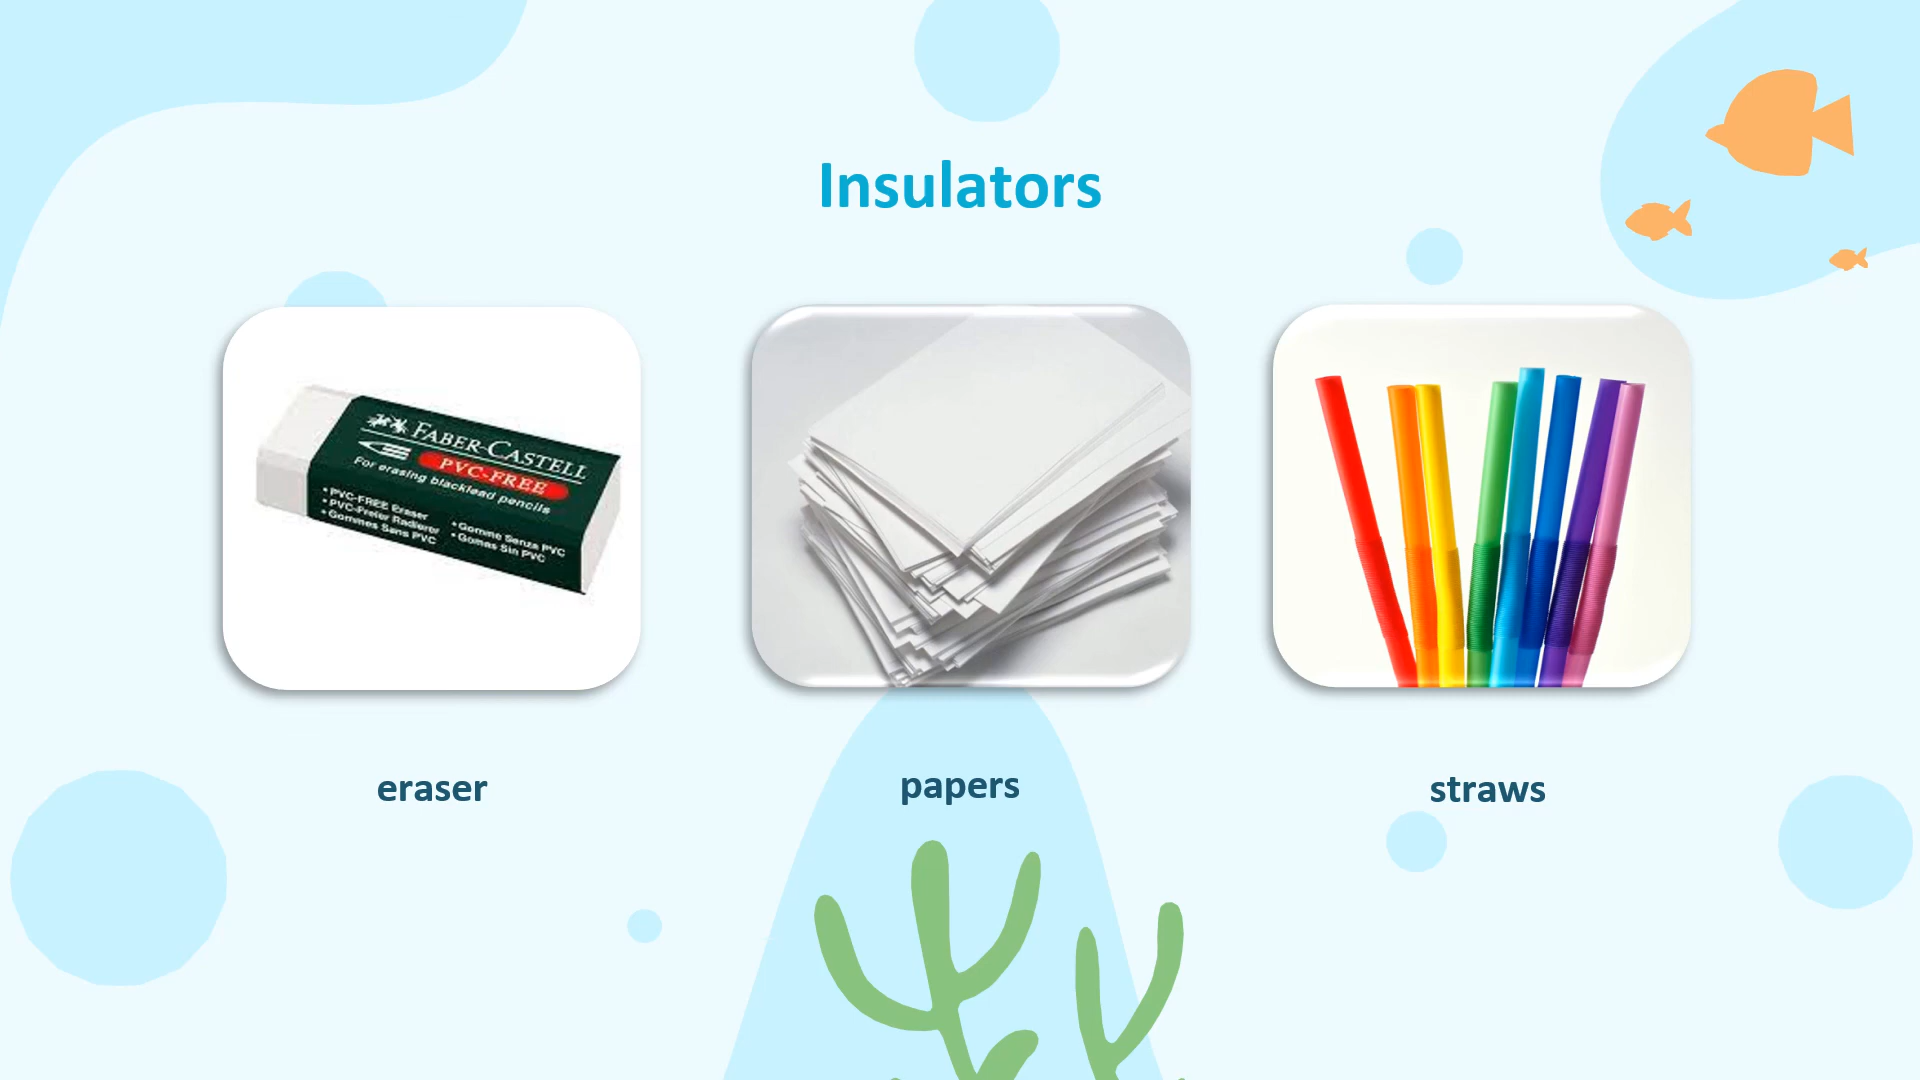 Insulators
FABER-CASTELL
PVC-FREE
For erasing blacklead pencils
• PVC-FREE Eraser
• PVC-Freier Radierer
• Gommes Sans PVC
• Gomme Senza PVC
• Gomas Sin PVC
eraser
papers
straws